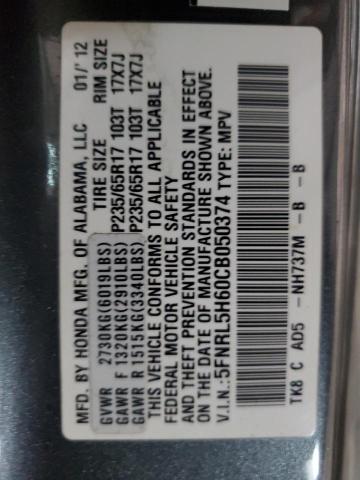 MFD. BY HONDA MFG. OF ALABAMA, LLC 01/'12
TIRE SIZE RIM SIZE
GVWR 2730KG(6019LBS)
GAWR F 1320KG(2910LBS) P235/65R17 103T 17X7J
GAWR R 1515KG(3340LBS) P235/65R17 103T 17X7J
THIS VEHICLE CONFORMS TO ALL APPLICABLE
FEDERAL MOTOR VEHICLE SAFETY
AND THEFT PREVENTION STANDARDS IN EFFECT
ON THE DATE OF MANUFACTURE SHOWN ABOVE.
V.I.N.:5FNRL5H60CB050374 TYPE: MPV
TK8 C AD5 -NH737M -B -B